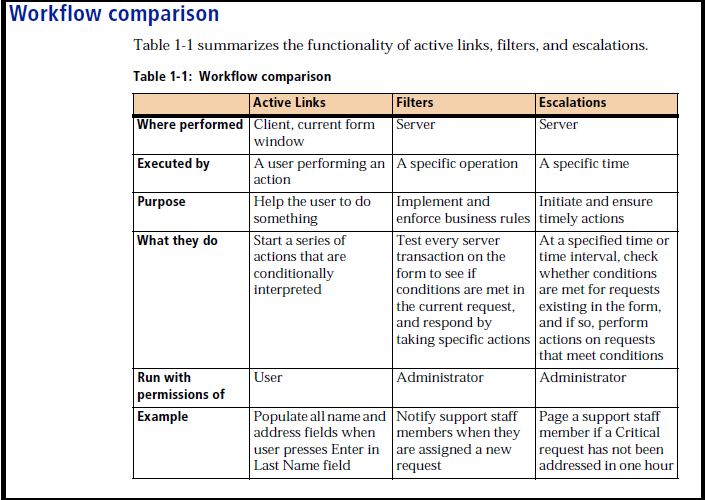 Workflow comparison
Table 1-1 summarizes the functionality of active links, filters, and escalations.
Table 1-1: Workflow comparison
Active Links Filters Escalations
Where performed Client, current form window Server Server
Executed by A user performing an action A specific operation A specific time
Purpose Help the user to do something Implement and enforce business rules Initiate and ensure timely actions
What they do Start a series of actions that are conditionally interpreted Test every server transaction on the form to see if conditions are met in the current request, and respond by taking specific actions At a specified time or time interval, check whether conditions are met for requests existing in the form, and if so, perform actions on requests that meet conditions
Run with permissions of User Administrator Administrator
Example Populate all name and address fields when user presses Enter in Last Name field Notify support staff members when they are assigned a new request Page a support staff member if a Critical request has not been addressed in one hour